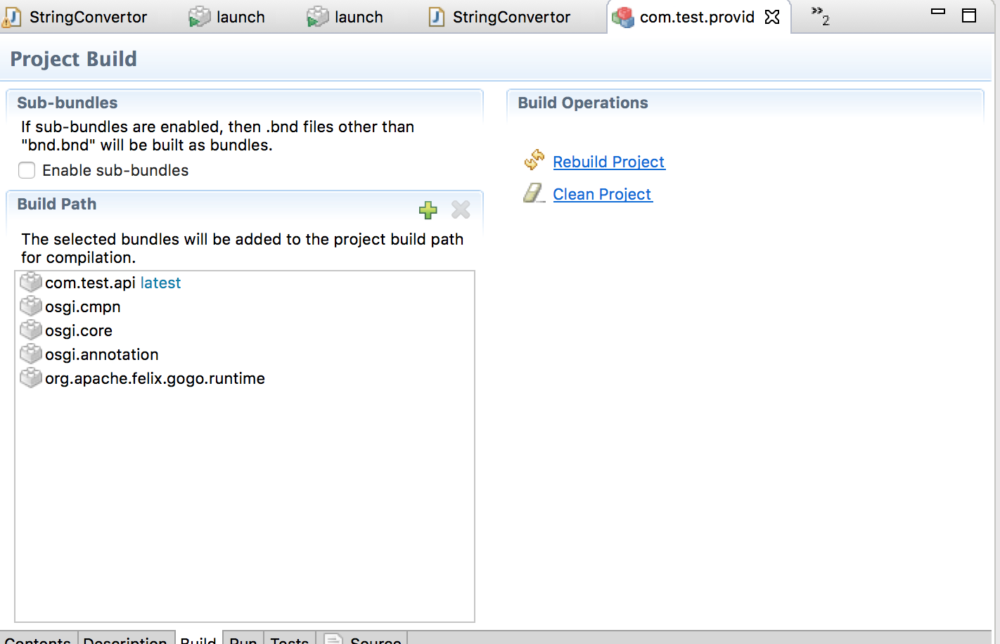 StringConvertor launch launch StringConvertor com.test.provid »2
Project Build
Sub-bundles
If sub-bundles are enabled, then .bnd files other than
"bnd.bnd" will be built as bundles.
Enable sub-bundles
Build Path
The selected bundles will be added to the project build path
for compilation.
com.test.api latest
osgi.cmpn
osgi.core
osgi.annotation
org.apache.felix.gogo.runtime
Build Operations
Rebuild Project
Clean Project
Contents Description Build Run Tests Source